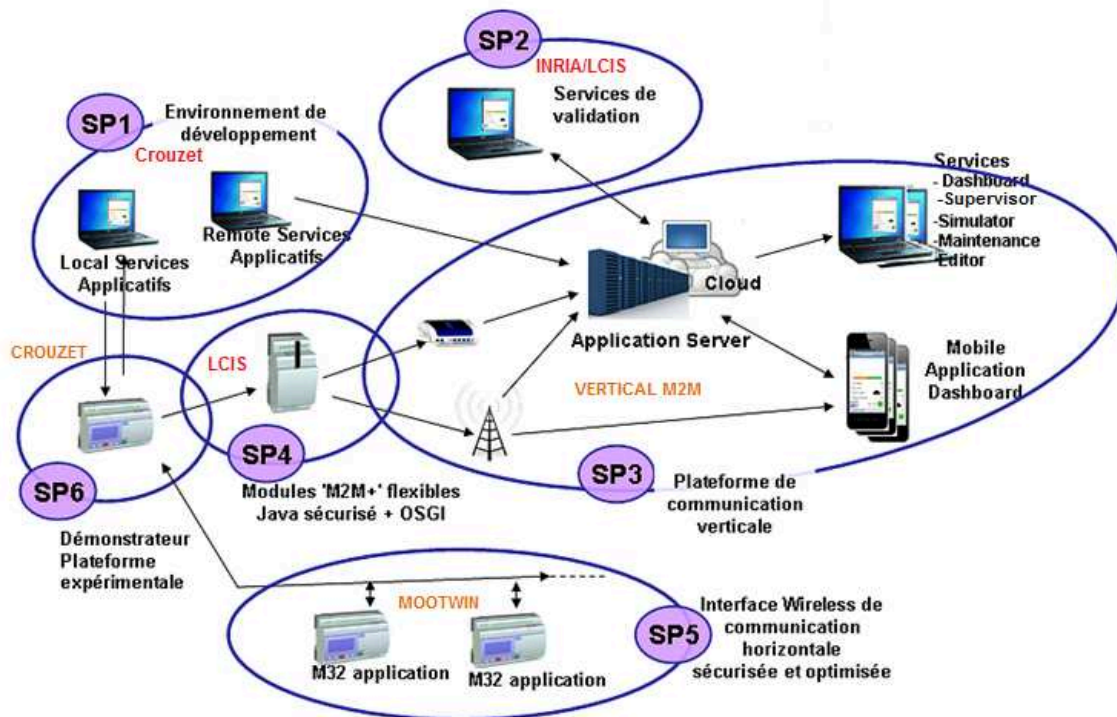 SP2
INRIA/LCIS
Services de
validation
SP1
Environnement de
développement
Crouzet
Remote Services
Applicatifs
Local Services
Applicatifs
Services
- Dashboard
-Supervisor
-Simulator
-Maintenance
-Editor
Cloud
Application Server
Mobile
Application
Dashboard
VERTICAL M2M
CROUZET
LCIS
SP6
SP4
SP3
Modules 'M2M+' flexibles
Java sécurisé + OSGI
Plateforme de
communication
verticale
Démonstrateur
Plateforme
expérimentale
MOOTWIN
M32 application
M32 application
SP5
Interface Wireless de
communication
horizontale
sécurisée et optimisée